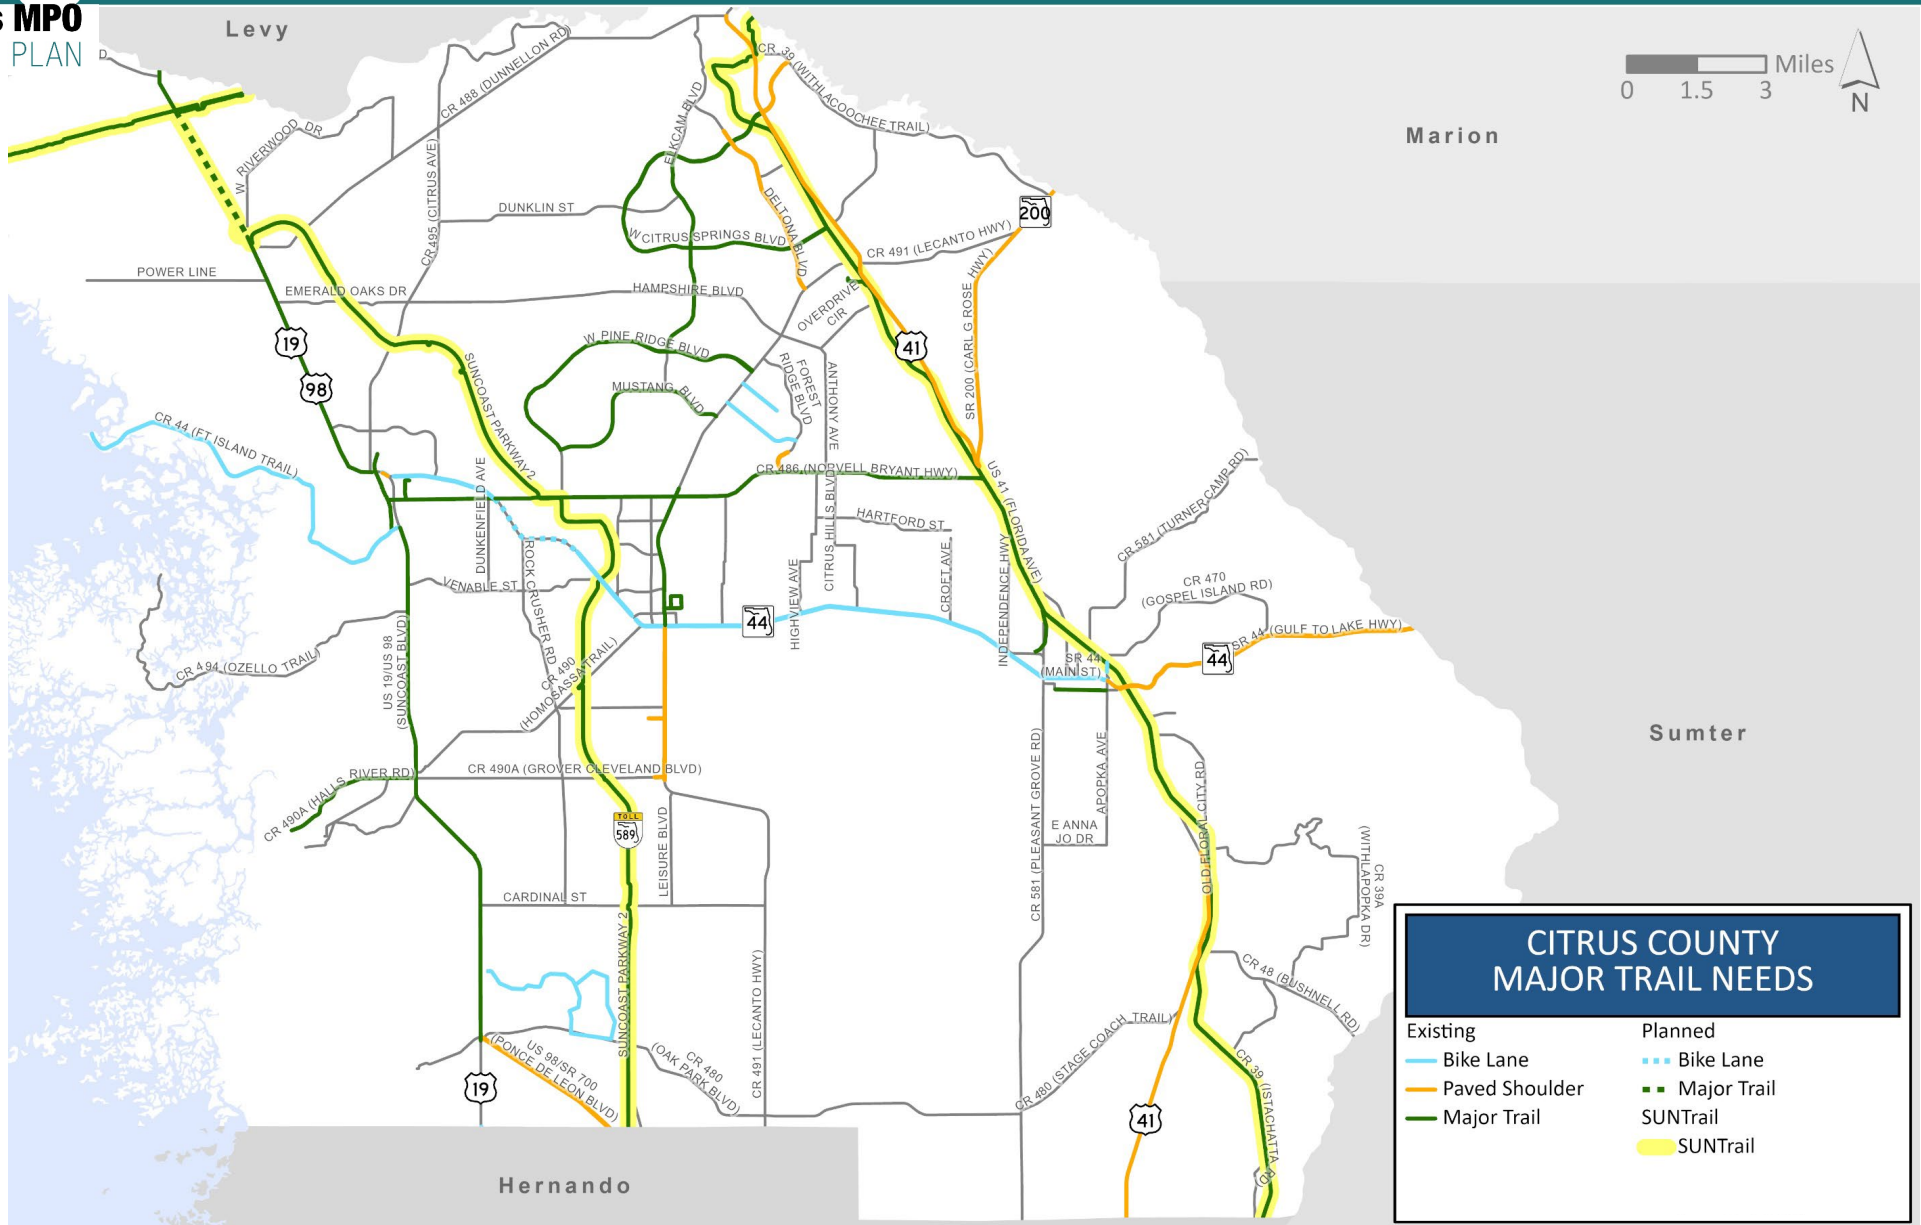 s MPO
PLAN
D
Levy
Marion
Sumter
Hernando
Miles
0 1.5 3
N
CR 39 (WITHLACOOCHEE TRAIL)
CR 488 (DUNNELLON RD)
W RIVERWOOD DR
CR 495 (CITRUS AVE)
ELKCAM BLVD
DELTONA BLVD
DUNKLIN ST
W CITRUS SPRINGS BLVD
CR 491 (LECANTO HWY)
200
SR 200 (CARL G ROSE HWY)
POWER LINE
EMERALD OAKS DR
HAMPSHIRE BLVD
OVERDRIVE CIR
19
98
41
W PINE RIDGE BLVD
MUSTANG BLVD
FOREST RIDGE BLVD
ANTHONY AVE
SUNCOAST PARKWAY 2
CR 44 (FT ISLAND TRAIL)
CR 486 (NORVELL BRYANT HWY)
US 41 (FLORIDA AVE)
CR 581 (TURNER CAMP RD)
DUNKENFIELD AVE
HARTFORD ST
CITRUS HILLS BLVD
CROFT AVE
INDEPENDENCE HWY
HIGHVIEW AVE
CR 470
(GOSPEL ISLAND RD)
VENABLE ST
ROCK CRUSHER RD
44
SR 44 (GULF TO LAKE HWY)
44
SR 44
(MAIN ST)
CR 494 (OZELLO TRAIL)
US 19/US 98
(SUNCOAST BLVD)
CR 490
(HOMOSASSA TRAIL)
CR 490A (HALLS RIVER RD)
CR 490A (GROVER CLEVELAND BLVD)
TOLL
589
LEISURE BLVD
CR 581 (PLEASANT GROVE RD)
APOPKA AVE
E ANNA
JO DR
OLD FLORAL CITY RD
CR 39A
(WITHLAPOPKA DR)
CARDINAL ST
SUNCOAST PARKWAY 2
CR 491 (LECANTO HWY)
CR 48 (BUSHNELL RD)
CR 480 (STAGE COACH TRAIL)
US 98/SR 700
(PONCE DE LEON BLVD)
CR 480
(OAK PARK BLVD)
19
41
CR 39 (ISTACHATTA RD)
CITRUS COUNTY
MAJOR TRAIL NEEDS
Existing
Bike Lane
Paved Shoulder
Major Trail
Planned
Bike Lane
Major Trail
SUNTrail
SUNTrail